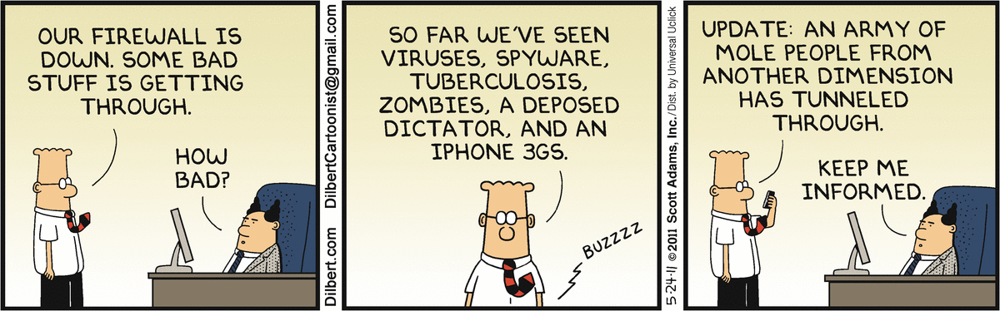 OUR FIREWALL IS
DOWN. SOME BAD
STUFF IS GETTING
THROUGH.
HOW
BAD?
DilbertCartoonist@gmail.com
Dilbert.com
SO FAR WE'VE SEEN
VIRUSES, SPYWARE,
TUBERCULOSIS,
ZOMBIES, A DEPOSED
DICTATOR, AND AN
IPHONE 3GS.
BUZZZZ
5-24-11 ©2011 Scott Adams, Inc./Dist. by Universal Uclick
UPDATE: AN ARMY OF
MOLE PEOPLE FROM
ANOTHER DIMENSION
HAS TUNNELED
THROUGH.
KEEP ME
INFORMED.